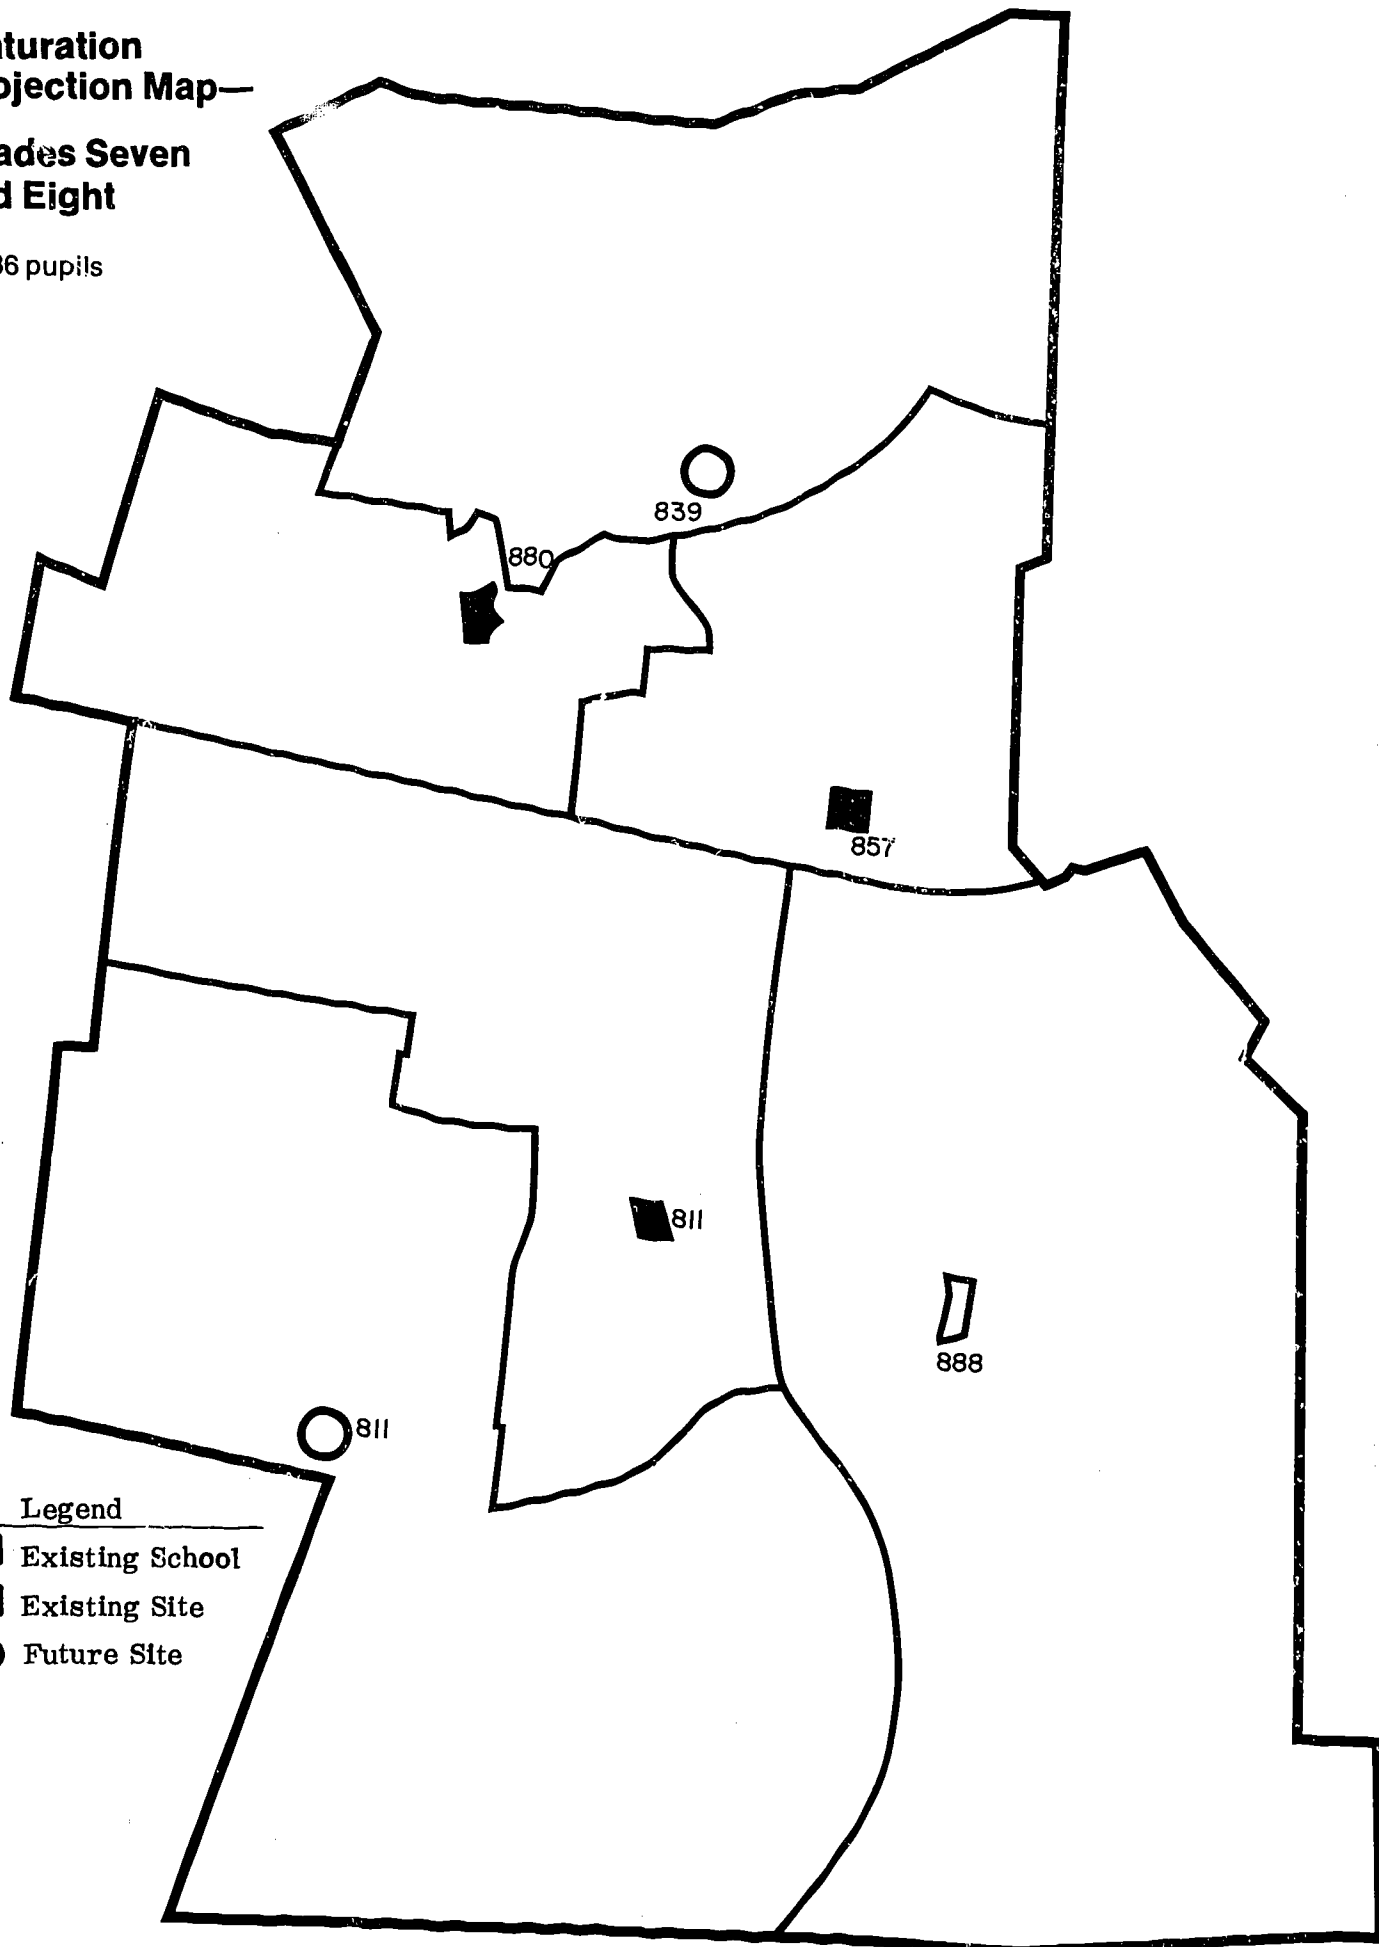 turation
ojection Map—
ades Seven
d Eight
36 pupils
839
880
857
811
888
811
Legend
Existing School
Existing Site
Future Site